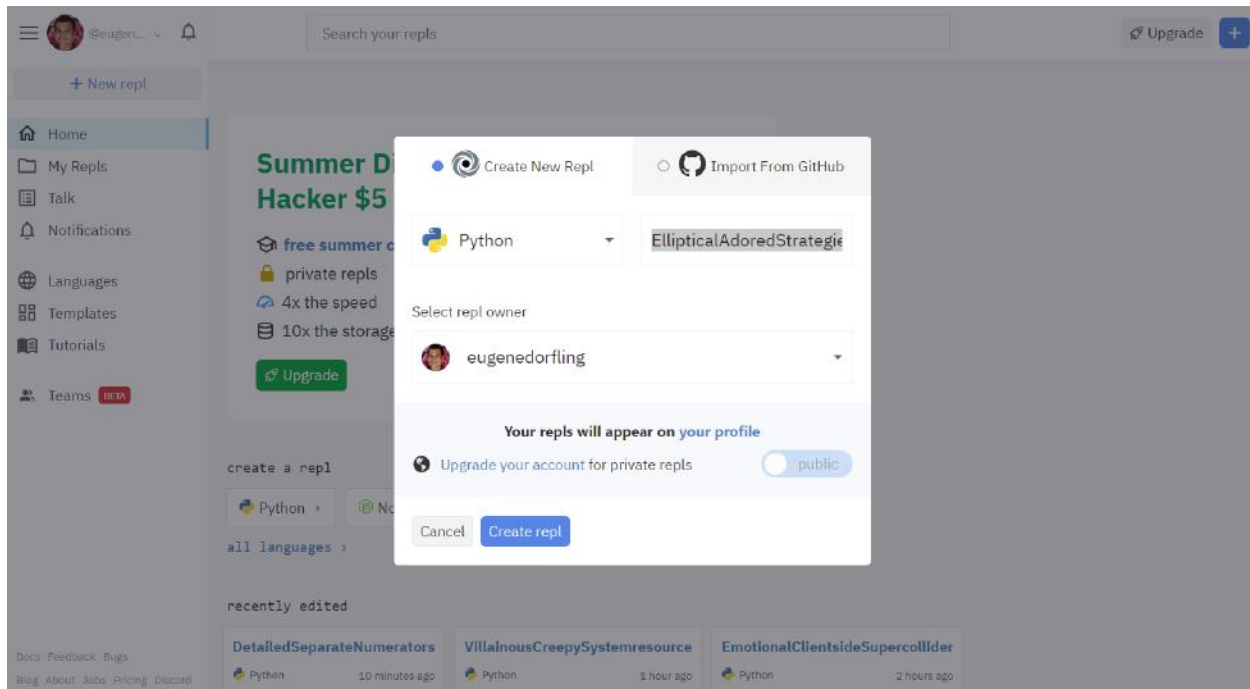 @eugen...
Search your repls
Upgrade
+
+ New repl
Home
My Repls
Talk
Notifications
Languages
Templates
Tutorials
Teams BETA
Summer Di
Hacker $5
free summer c
private repls
4x the speed
10x the storage
Upgrade
Create New Repl
Import From GitHub
Python
EllipticalAdoredStrategie
Select repl owner
eugenedorfling
Your repls will appear on your profile
Upgrade your account for private repls
public
Cancel
Create repl
create a repl
Python ›
No
all languages ›
recently edited
DetailedSeparateNumerators
Python 10 minutes ago
VillainousCreepySystemresource
Python 1 hour ago
EmotionalClientsideSupercollider
Python 2 hours ago
Docs Feedback Bugs
Blog About Jobs Pricing Discord